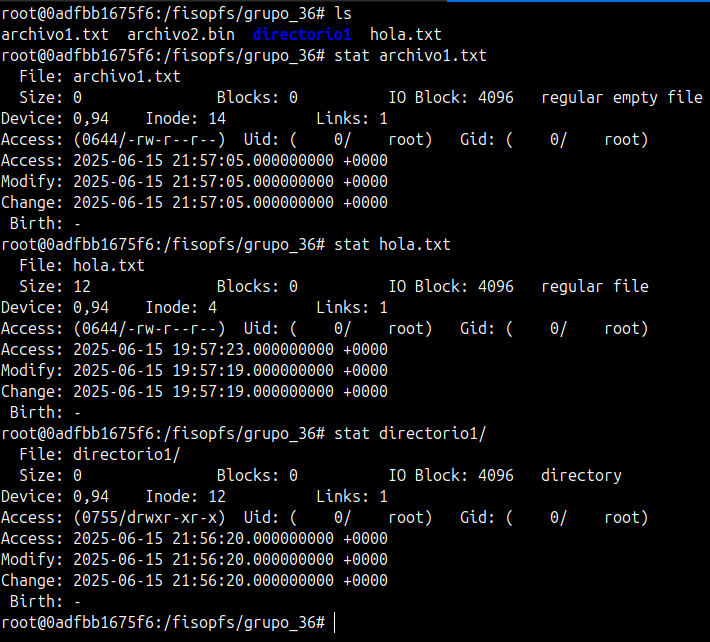 root@0adfbb1675f6:/fisopfs/grupo_36# ls
archivo1.txt  archivo2.bin  directorio1  hola.txt
root@0adfbb1675f6:/fisopfs/grupo_36# stat archivo1.txt
  File: archivo1.txt
  Size: 0               Blocks: 0          IO Block: 4096   regular empty file
Device: 0,94    Inode: 14          Links: 1
Access: (0644/-rw-r--r--)  Uid: (    0/    root)   Gid: (    0/    root)
Access: 2025-06-15 21:57:05.000000000 +0000
Modify: 2025-06-15 21:57:05.000000000 +0000
Change: 2025-06-15 21:57:05.000000000 +0000
 Birth: -
root@0adfbb1675f6:/fisopfs/grupo_36# stat hola.txt
  File: hola.txt
  Size: 12              Blocks: 0          IO Block: 4096   regular file
Device: 0,94    Inode: 4           Links: 1
Access: (0644/-rw-r--r--)  Uid: (    0/    root)   Gid: (    0/    root)
Access: 2025-06-15 19:57:23.000000000 +0000
Modify: 2025-06-15 19:57:19.000000000 +0000
Change: 2025-06-15 19:57:19.000000000 +0000
 Birth: -
root@0adfbb1675f6:/fisopfs/grupo_36# stat directorio1/
  File: directorio1/
  Size: 0               Blocks: 0          IO Block: 4096   directory
Device: 0,94    Inode: 12          Links: 1
Access: (0755/drwxr-xr-x)  Uid: (    0/    root)   Gid: (    0/    root)
Access: 2025-06-15 21:56:20.000000000 +0000
Modify: 2025-06-15 21:56:20.000000000 +0000
Change: 2025-06-15 21:56:20.000000000 +0000
 Birth: -
root@0adfbb1675f6:/fisopfs/grupo_36#